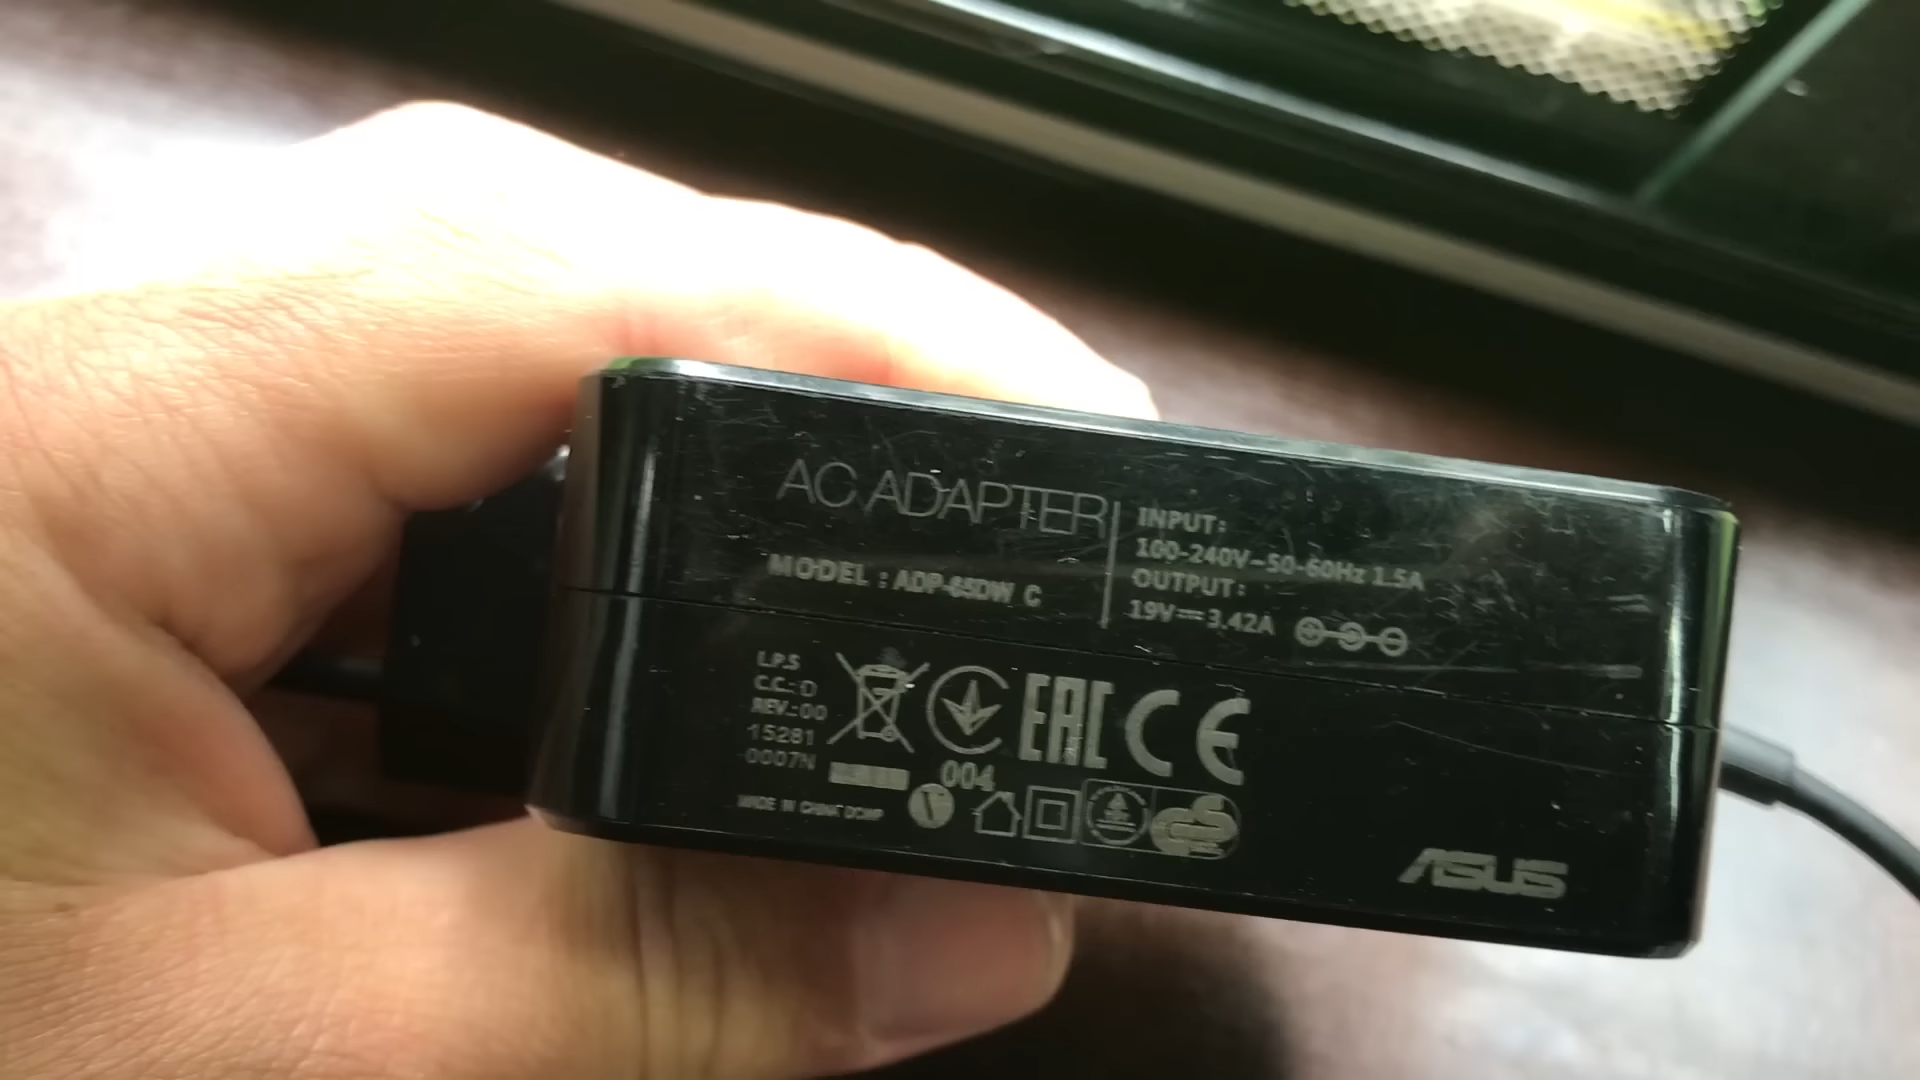 AC ADAPTER
MODEL : ADP-65DW C
INPUT:
100-240V~50-60Hz 1.5A
OUTPUT:
19V⎓3.42A
L.P.S
C.C.: D
REV.:00
15281
0007N
004
EAC
CE
V
MADE IN CHINA
ASUS